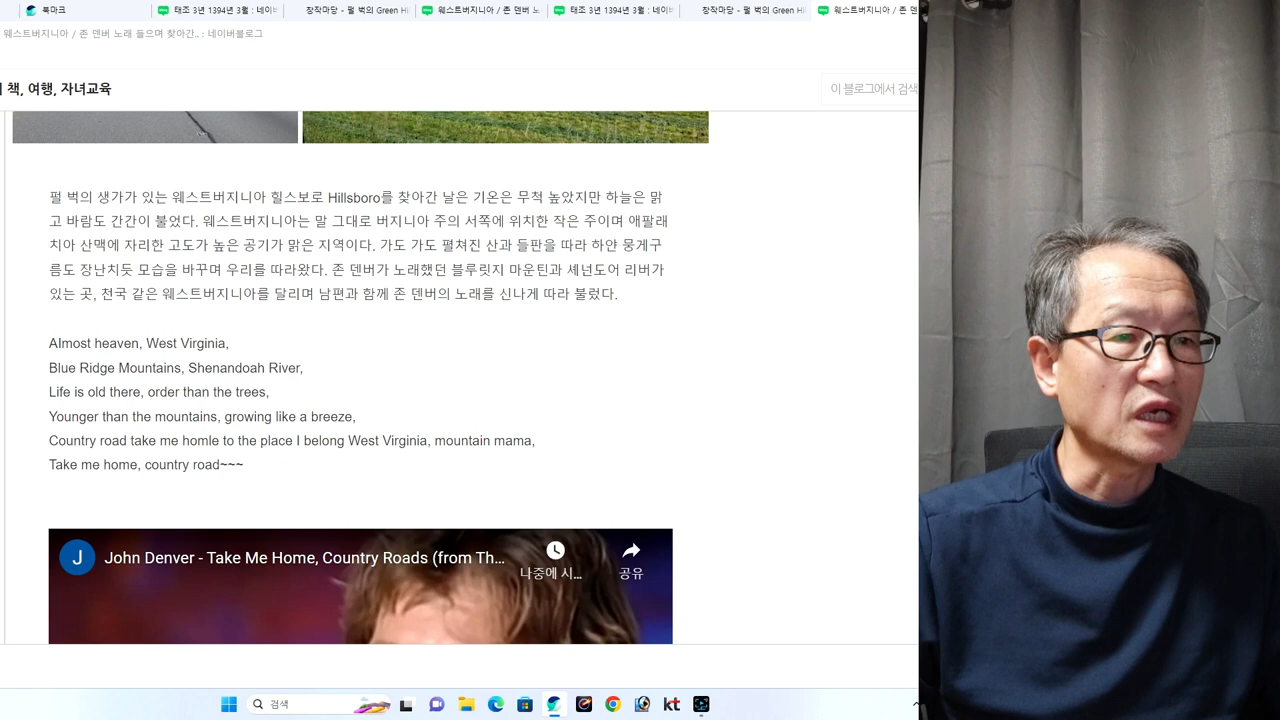 북마크
태조 3년 1394년 3월 : 네이버
창작마당 - 펄 벅의 Green Hi
웨스트버지니아 / 존 덴버 노
태조 3년 1394년 3월 : 네이버
창작마당 - 펄 벅의 Green Hi
웨스트버지니아 / 존 덴
웨스트버지니아 / 존 덴버 노래 들으며 찾아간.. : 네이버블로그
책, 여행, 자녀교육
이 블로그에서 검색
펄 벅의 생가가 있는 웨스트버지니아 힐스보로 Hillsboro를 찾아간 날은 기온은 무척 높았지만 하늘은 맑
고 바람도 간간이 불었다. 웨스트버지니아는 말 그대로 버지니아 주의 서쪽에 위치한 작은 주이며 애팔래
치아 산맥에 자리한 고도가 높은 공기가 맑은 지역이다. 가도 가도 펼쳐진 산과 들판을 따라 하얀 뭉게구
름도 장난치듯 모습을 바꾸며 우리를 따라왔다. 존 덴버가 노래했던 블루릿지 마운틴과 셰넌도어 리버가
있는 곳, 천국 같은 웨스트버지니아를 달리며 남편과 함께 존 덴버의 노래를 신나게 따라 불렀다.
Almost heaven, West Virginia,
Blue Ridge Mountains, Shenandoah River,
Life is old there, order than the trees,
Younger than the mountains, growing like a breeze,
Country road take me homle to the place I belong West Virginia, mountain mama,
Take me home, country road~~~
J
John Denver - Take Me Home, Country Roads (from Th...
나중에 시...
공유
검색
kt